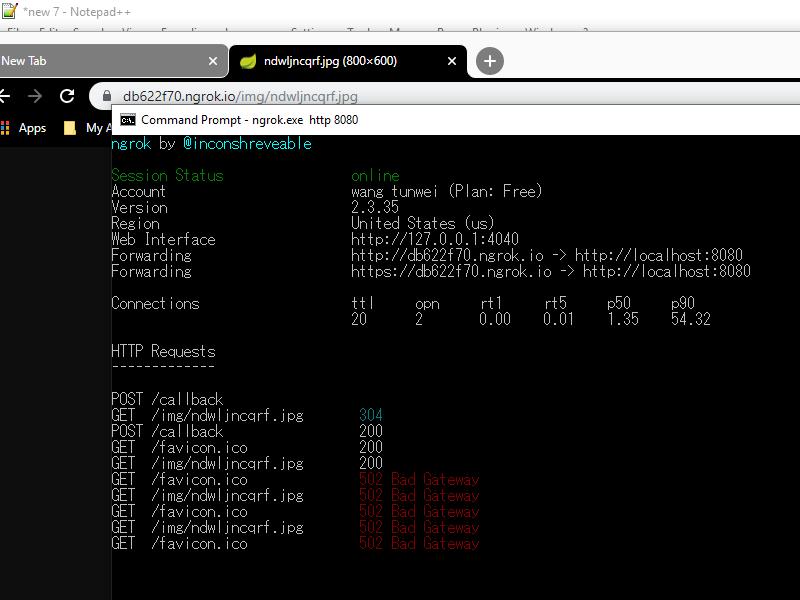 *new 7 - Notepad++
New Tab
ndwljncqrf.jpg (800×600)
db622f70.ngrok.io/img/ndwljncqrf.jpg
Apps
My A
Command Prompt - ngrok.exe http 8080
ngrok by @inconshreveable
Session Status online
Account wang tunwei (Plan: Free)
Version 2.3.35
Region United States (us)
Web Interface http://127.0.0.1:4040
Forwarding http://db622f70.ngrok.io -> http://localhost:8080
Forwarding https://db622f70.ngrok.io -> http://localhost:8080
Connections ttl opn rt1 rt5 p50 p90
20 2 0.00 0.01 1.35 54.32
HTTP Requests
-------------
POST /callback
GET /img/ndwljncqrf.jpg 304
POST /callback 200
GET /favicon.ico 200
GET /img/ndwljncqrf.jpg 200
GET /favicon.ico 502 Bad Gateway
GET /img/ndwljncqrf.jpg 502 Bad Gateway
GET /favicon.ico 502 Bad Gateway
GET /img/ndwljncqrf.jpg 502 Bad Gateway
GET /favicon.ico 502 Bad Gateway